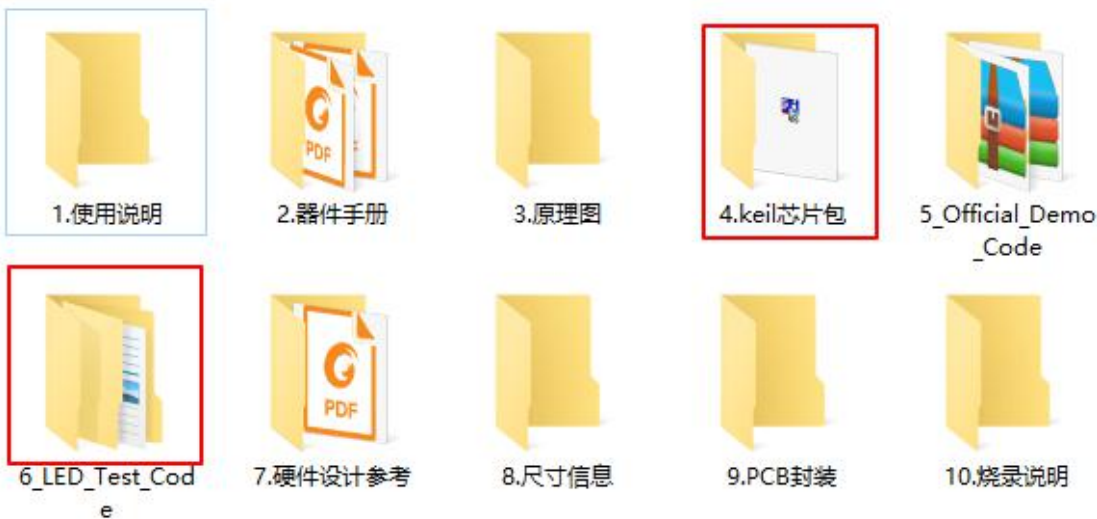 PDF
1.使用说明
2.器件手册
3.原理图
4.keil芯片包
5_Official_Demo
_Code
PDF
6_LED_Test_Cod
e
7.硬件设计参考
8.尺寸信息
9.PCB封装
10.烧录说明